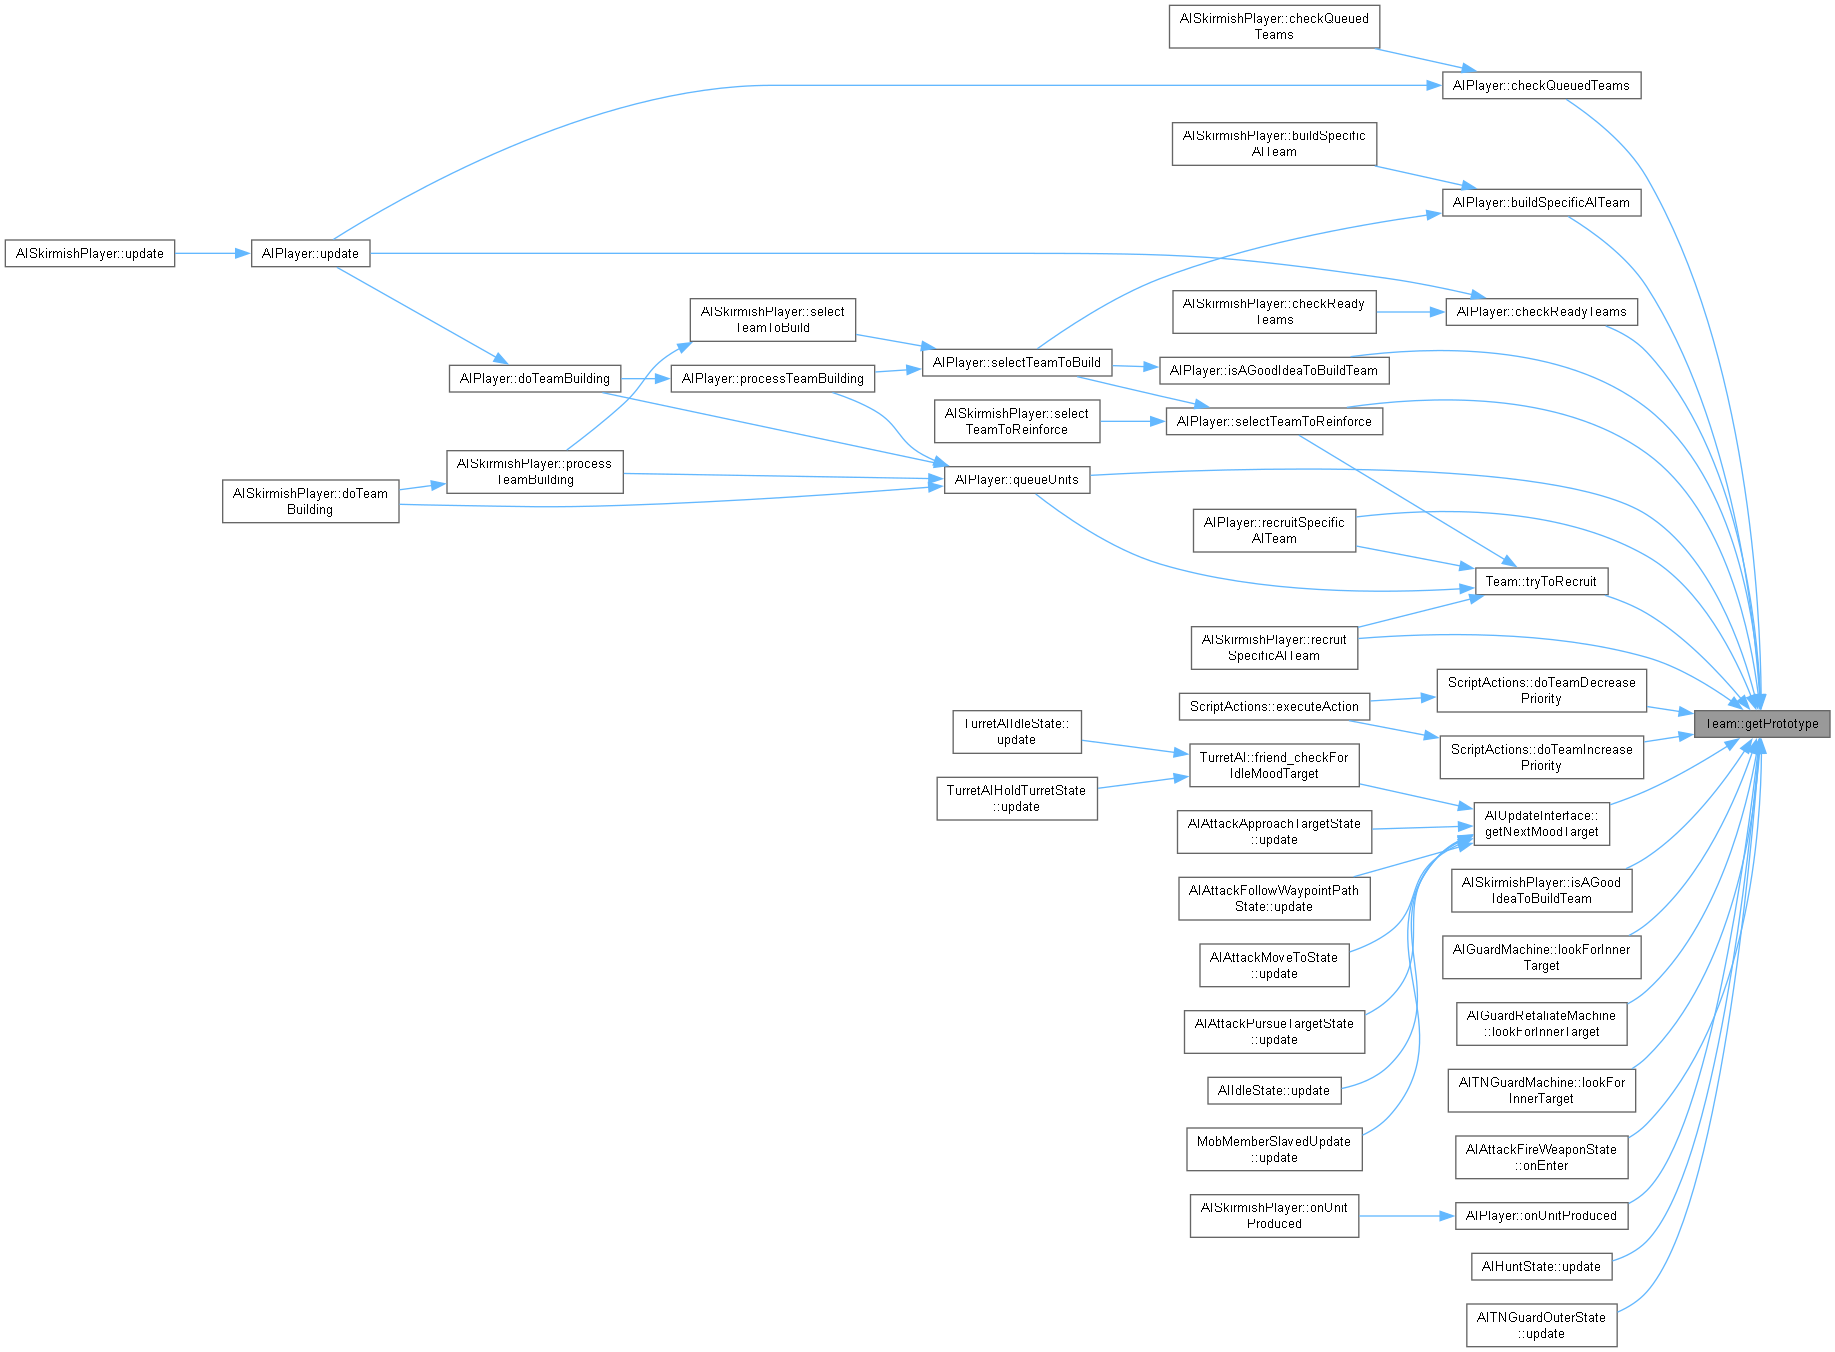 AISkirmishPlayer::checkQueued
Teams
AIPlayer::checkQueuedTeams
AISkirmishPlayer::buildSpecific
AITeam
AIPlayer::buildSpecificAITeam
AISkirmishPlayer::update
AIPlayer::update
AISkirmishPlayer::checkReady
Teams
AIPlayer::checkReadyTeams
AISkirmishPlayer::select
TeamToBuild
AIPlayer::selectTeamToBuild
AIPlayer::isAGoodIdeaToBuildTeam
AIPlayer::doTeamBuilding
AIPlayer::processTeamBuilding
AISkirmishPlayer::select
TeamToReinforce
AIPlayer::selectTeamToReinforce
AISkirmishPlayer::process
TeamBuilding
AIPlayer::queueUnits
AISkirmishPlayer::doTeam
Building
AIPlayer::recruitSpecific
AITeam
Team::tryToRecruit
AISkirmishPlayer::recruit
SpecificAITeam
ScriptActions::doTeamDecrease
Priority
ScriptActions::executeAction
Team::getPrototype
TurretAIIdleState::
update
ScriptActions::doTeamIncrease
Priority
TurretAI::friend_checkFor
IdleMoodTarget
TurretAIHoldTurretState
::update
AIUpdateInterface::
getNextMoodTarget
AIAttackApproachTargetState
::update
AIAttackFollowWaypointPath
State::update
AISkirmishPlayer::isAGood
IdeaToBuildTeam
AIAttackMoveToState
::update
AIGuardMachine::lookForInner
Target
AIAttackPursueTargetState
::update
AIGuardRetaliateMachine
::lookForInnerTarget
AIIdleState::update
AITNGuardMachine::lookFor
InnerTarget
MobMemberSlavedUpdate
::update
AIAttackFireWeaponState
::onEnter
AISkirmishPlayer::onUnit
Produced
AIPlayer::onUnitProduced
AIHuntState::update
AITNGuardOuterState
::update